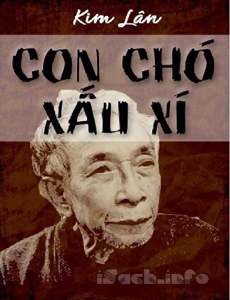 Kim Lân
CON CHÓ
XẤU XÍ
iSach.info